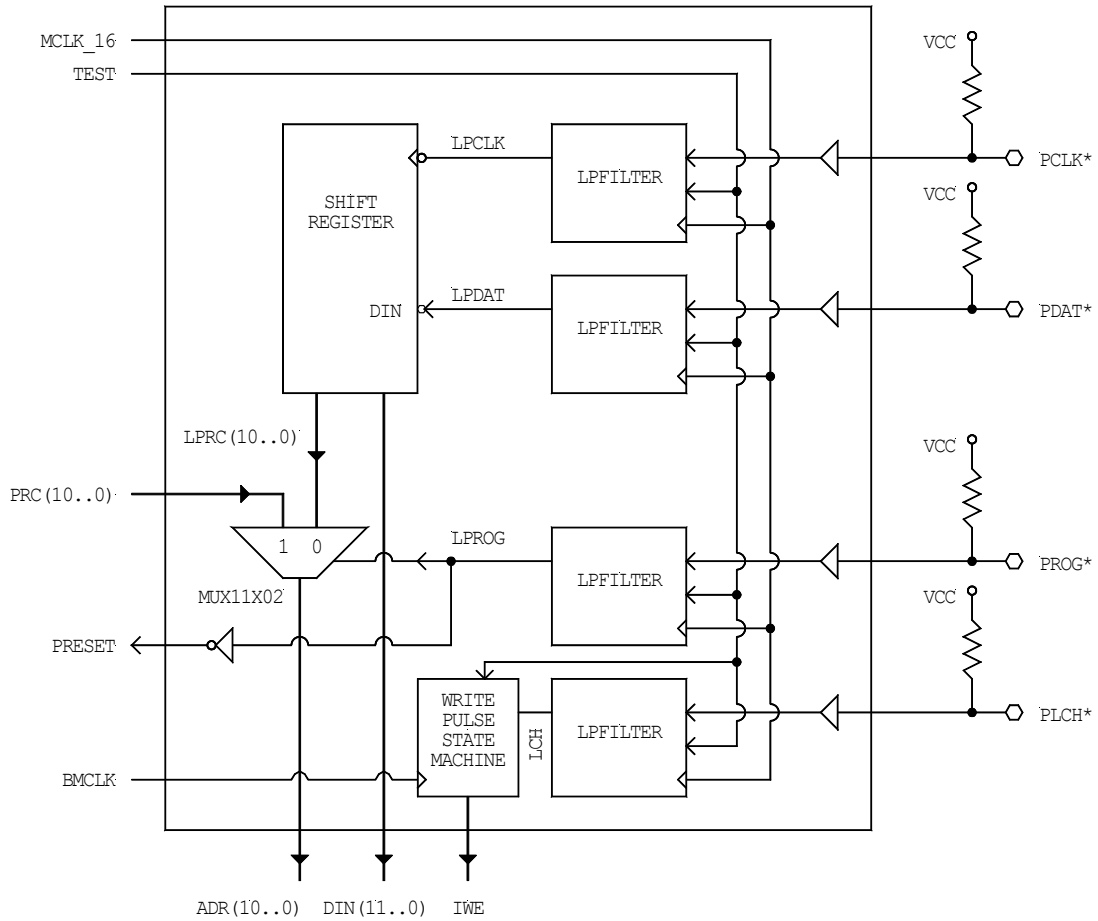 MCLK_16
TEST
VCC
LPCLK
LPFILTER
PCLK*
VCC
SHIFT
REGISTER
LPDAT
DIN
LPFILTER
PDAT*
LPRC(10..0)
VCC
PRC(10..0)
1 0
LPROG
LPFILTER
PROG*
MUX11X02
VCC
PRESET
WRITE
PULSE
STATE
MACHINE
LCH
LPFILTER
PLCH*
BMCLK
ADR(10..0) DIN(11..0) IWE